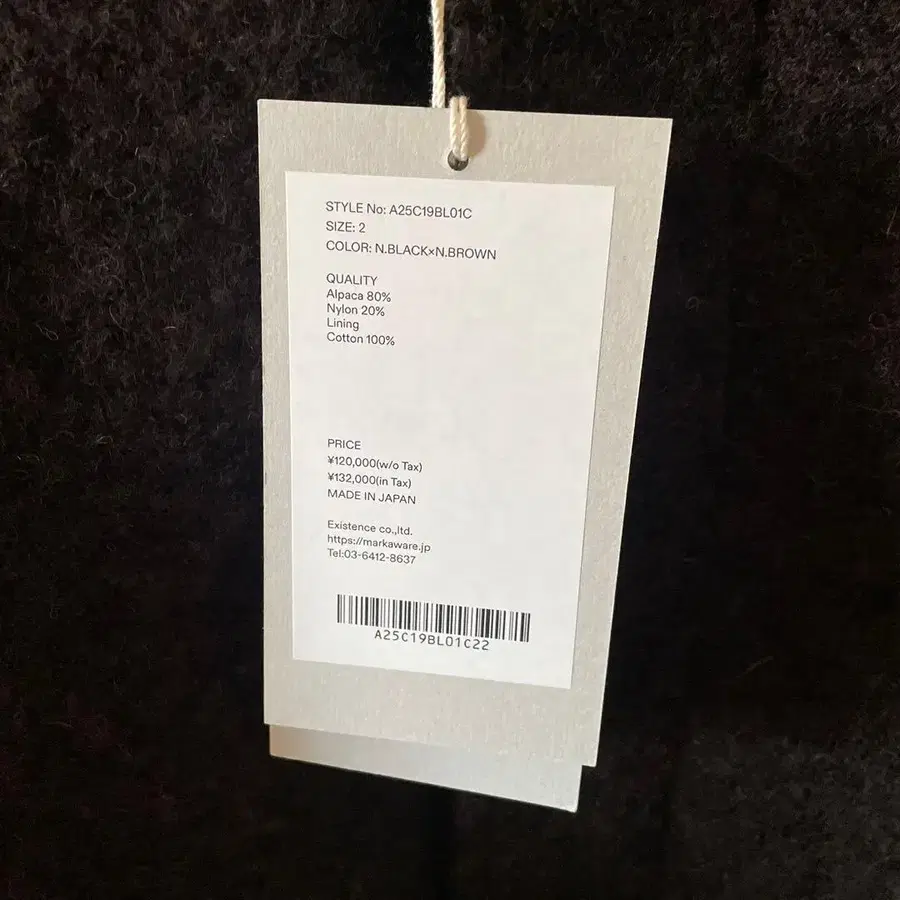 STYLE No: A25C19BL01C
SIZE: 2
COLOR: N.BLACK×N.BROWN
QUALITY
Alpaca 80%
Nylon 20%
Lining
Cotton 100%
PRICE
¥120,000(w/o Tax)
¥132,000(in Tax)
MADE IN JAPAN
Existence co.,ltd.
https://markaware.jp
Tel:03-6412-8637
A25C19BL01C22